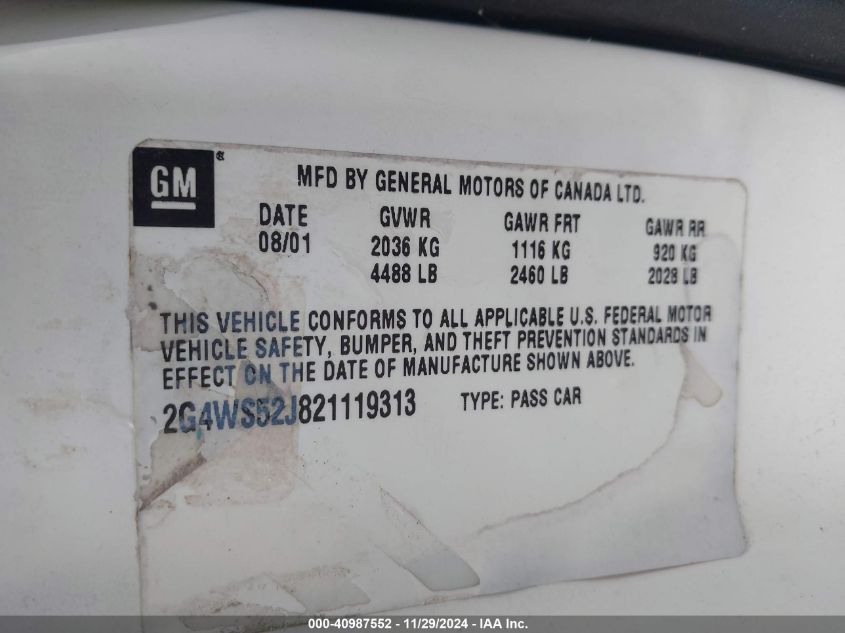 GM
MFD BY GENERAL MOTORS OF CANADA LTD.
DATE GVWR GAWR FRT GAWR RR
08/01 2036 KG 1116 KG 920 KG
4488 LB 2460 LB 2028 LB
THIS VEHICLE CONFORMS TO ALL APPLICABLE U.S. FEDERAL MOTOR
VEHICLE SAFETY, BUMPER, AND THEFT PREVENTION STANDARDS IN
EFFECT ON THE DATE OF MANUFACTURE SHOWN ABOVE.
2G4WS52J821119313 TYPE: PASS CAR
000-40987552 - 11/29/2024 - IAA Inc.